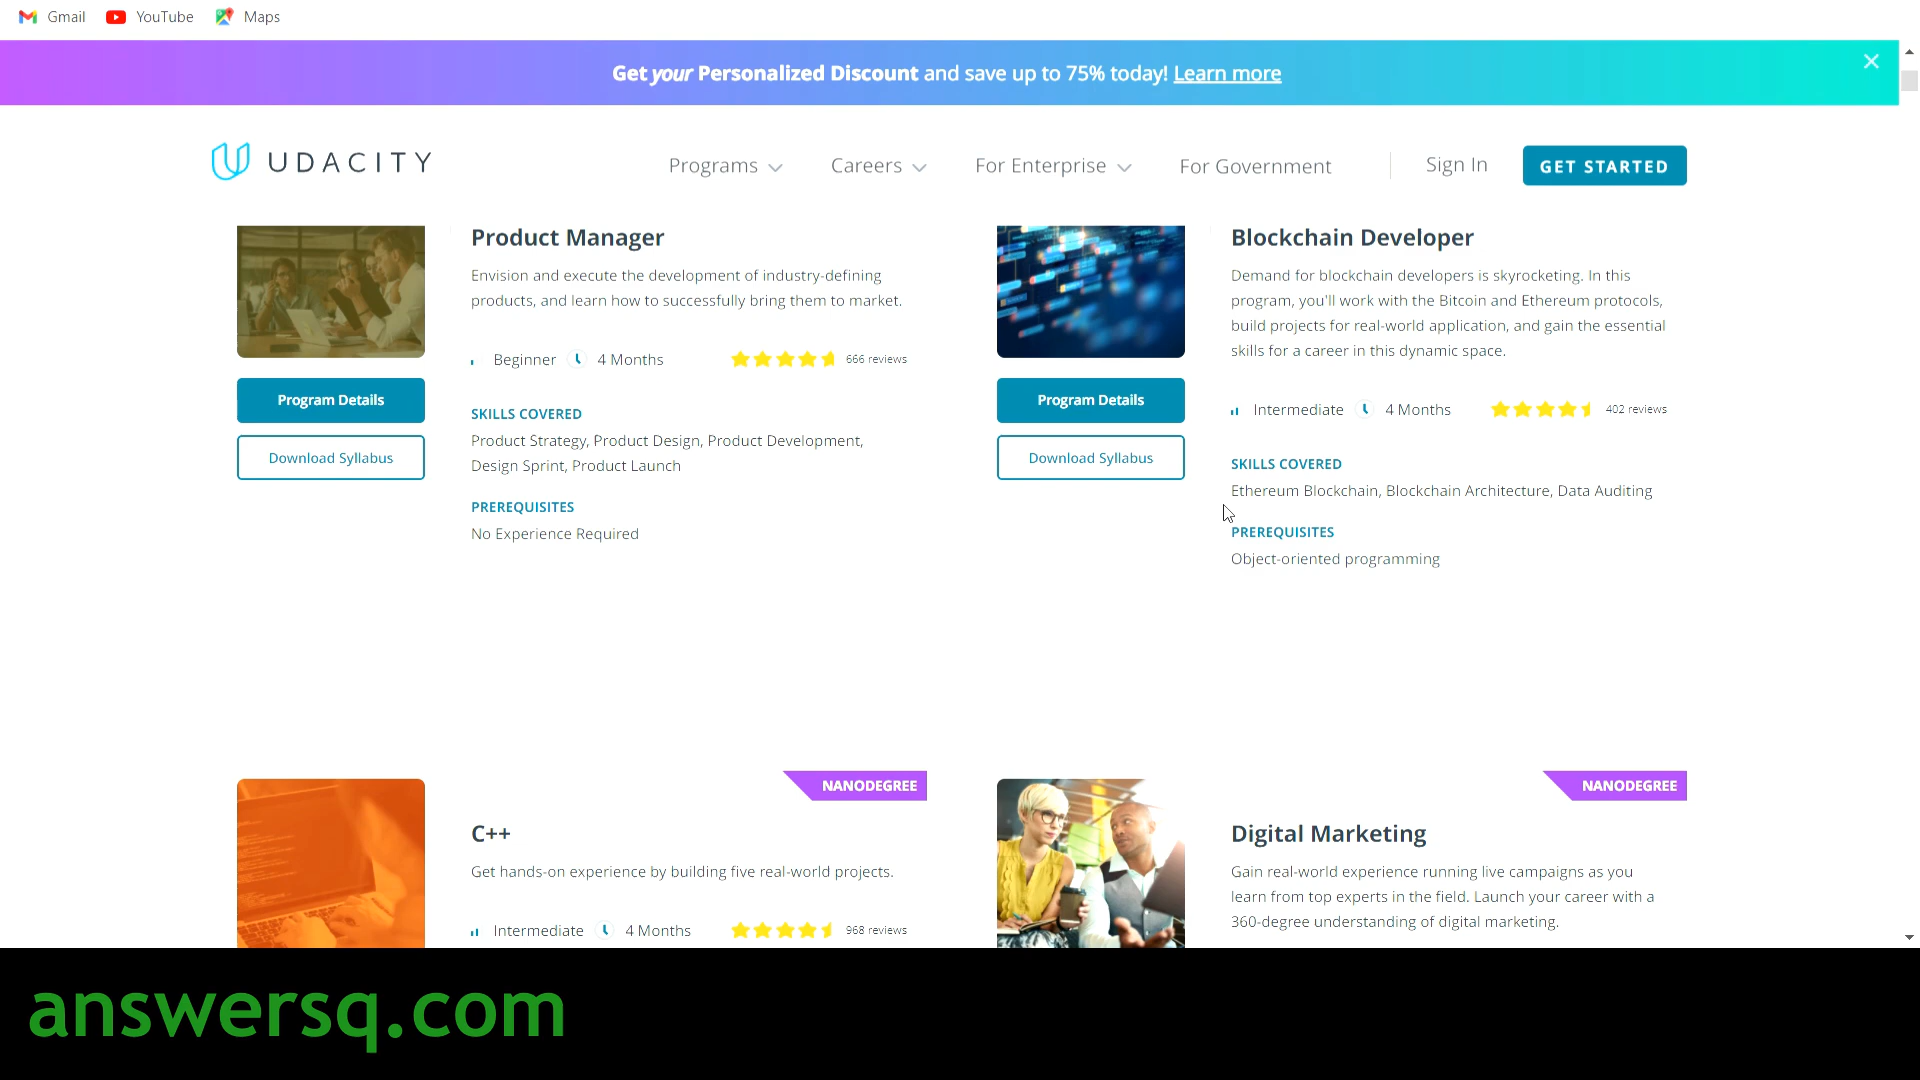 Gmail YouTube Maps
Get your Personalized Discount and save up to 75% today! Learn more
UDACITY Programs Careers For Enterprise For Government Sign In GET STARTED
Product Manager
Envision and execute the development of industry-defining
products, and learn how to successfully bring them to market.
Beginner 4 Months 666 reviews
Program Details
Download Syllabus
SKILLS COVERED
Product Strategy, Product Design, Product Development,
Design Sprint, Product Launch
PREREQUISITES
No Experience Required
Blockchain Developer
Demand for blockchain developers is skyrocketing. In this
program, you'll work with the Bitcoin and Ethereum protocols,
build projects for real-world application, and gain the essential
skills for a career in this dynamic space.
Intermediate 4 Months 402 reviews
Program Details
Download Syllabus
SKILLS COVERED
Ethereum Blockchain, Blockchain Architecture, Data Auditing
PREREQUISITES
Object-oriented programming
NANODEGREE
C++
Get hands-on experience by building five real-world projects.
Intermediate 4 Months 968 reviews
NANODEGREE
Digital Marketing
Gain real-world experience running live campaigns as you
learn from top experts in the field. Launch your career with a
360-degree understanding of digital marketing.
answersq.com